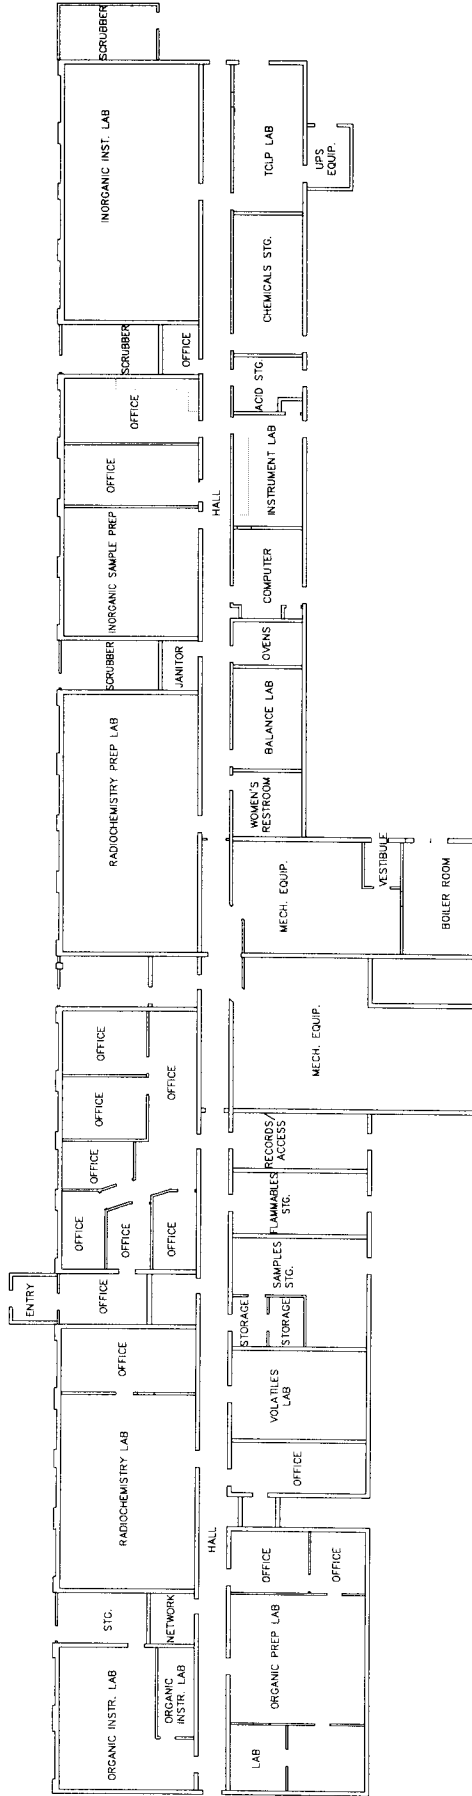 SCRUBBER
INORGANIC INST. LAB
TCLP LAB
UPS
EQUIP.
CHEMICALS STG.
SCRUBBER
OFFICE
ACID STG.
OFFICE
OFFICE
HALL
INSTRUMENT LAB
INORGANIC SAMPLE PREP
COMPUTER
SCRUBBER
JANITOR
OVENS
RADIOCHEMISTRY PREP LAB
BALANCE LAB
WOMEN'S
RESTROOM
MECH. EQUIP.
VESTIBULE
BOILER ROOM
MECH. EQUIP.
OFFICE
OFFICE
OFFICE
OFFICE
RECORDS/
ACCESS
OFFICE
OFFICE
OFFICE
FLAMMABLES
STG.
SAMPLES
STG.
ENTRY
OFFICE
STORAGE
STORAGE
OFFICE
VOLATILES
LAB
RADIOCHEMISTRY LAB
OFFICE
HALL
OFFICE
OFFICE
STG.
NETWORK
ORGANIC PREP LAB
ORGANIC INSTR. LAB
ORGANIC
INSTR. LAB
LAB